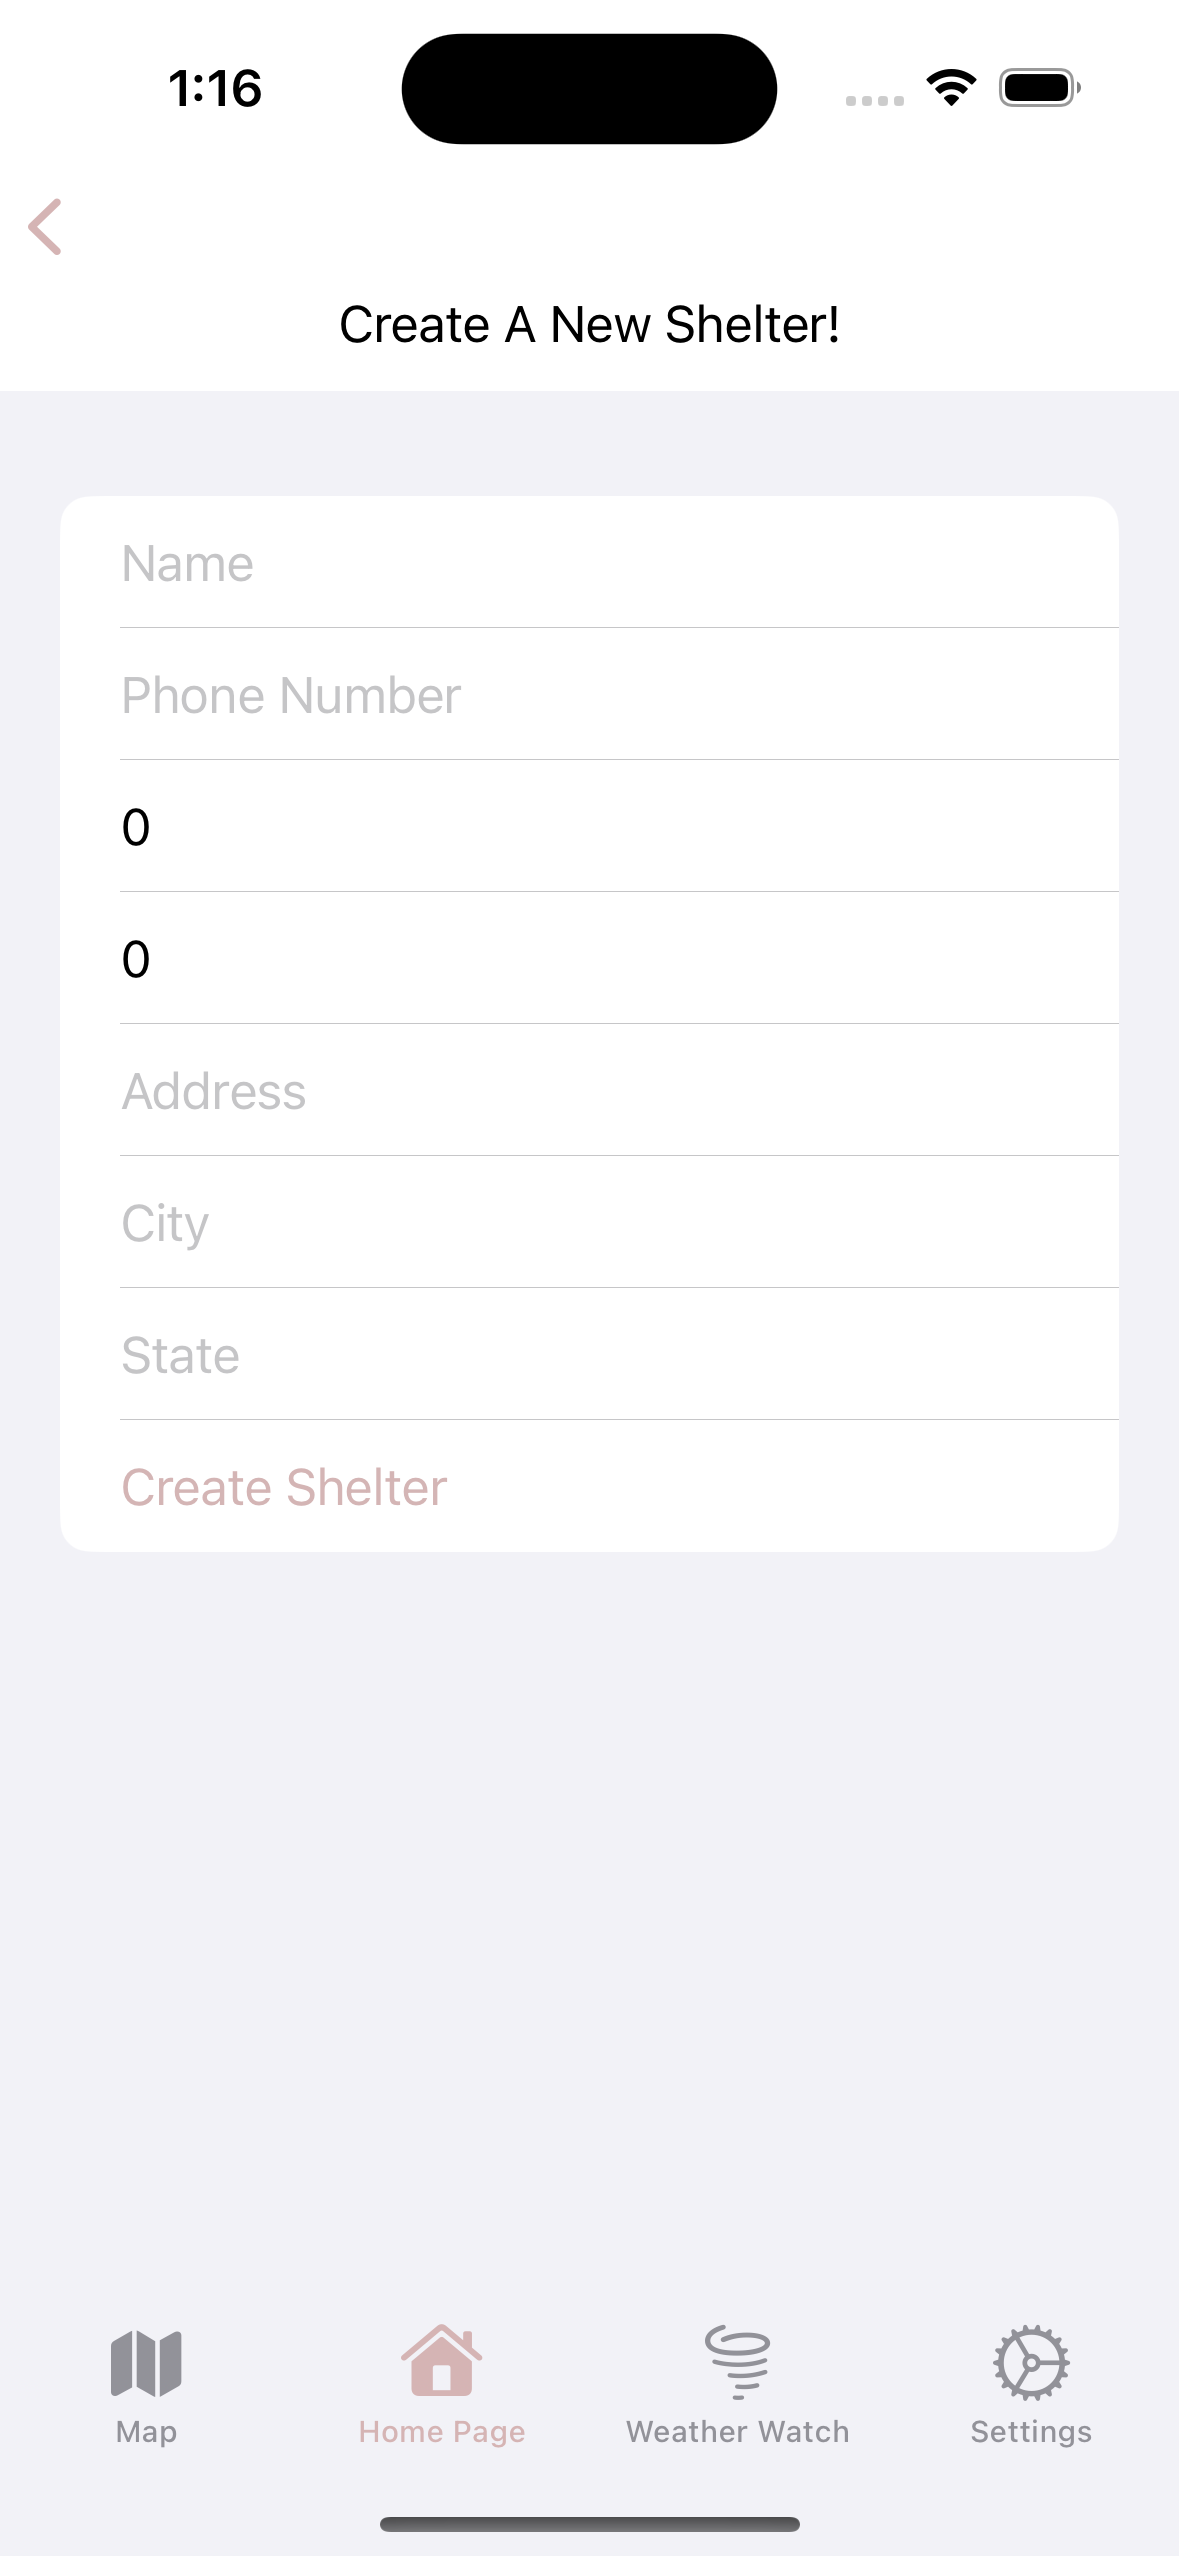 1:16
Create A New Shelter!
Name
Phone Number
0
0
Address
City
State
Create Shelter
Map
Home Page
Weather Watch
Settings